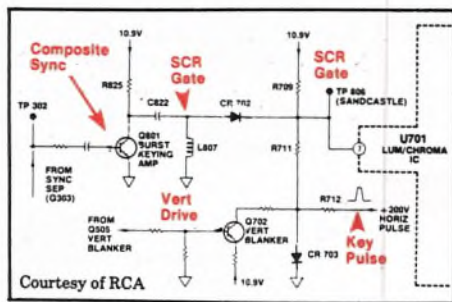 10.9V
10.9V
Composite
Sync
SCR
Gate
SCR
Gate
R825
C822
CR 702
R709
TP 806
(SANDCASTLE)
TP 302
Q801
BURST
KEYING
AMP
L807
R711
7
U701
LUM/CHROMA
IC
FROM
SYNC
SEP
(Q303)
Vert
Drive
R712
+200V
HORIZ
PULSE
FROM
Q505
VERT
BLANKER
Q702
VERT
BLANKER
Key
Pulse
CR 703
10.9V
Courtesy of RCA